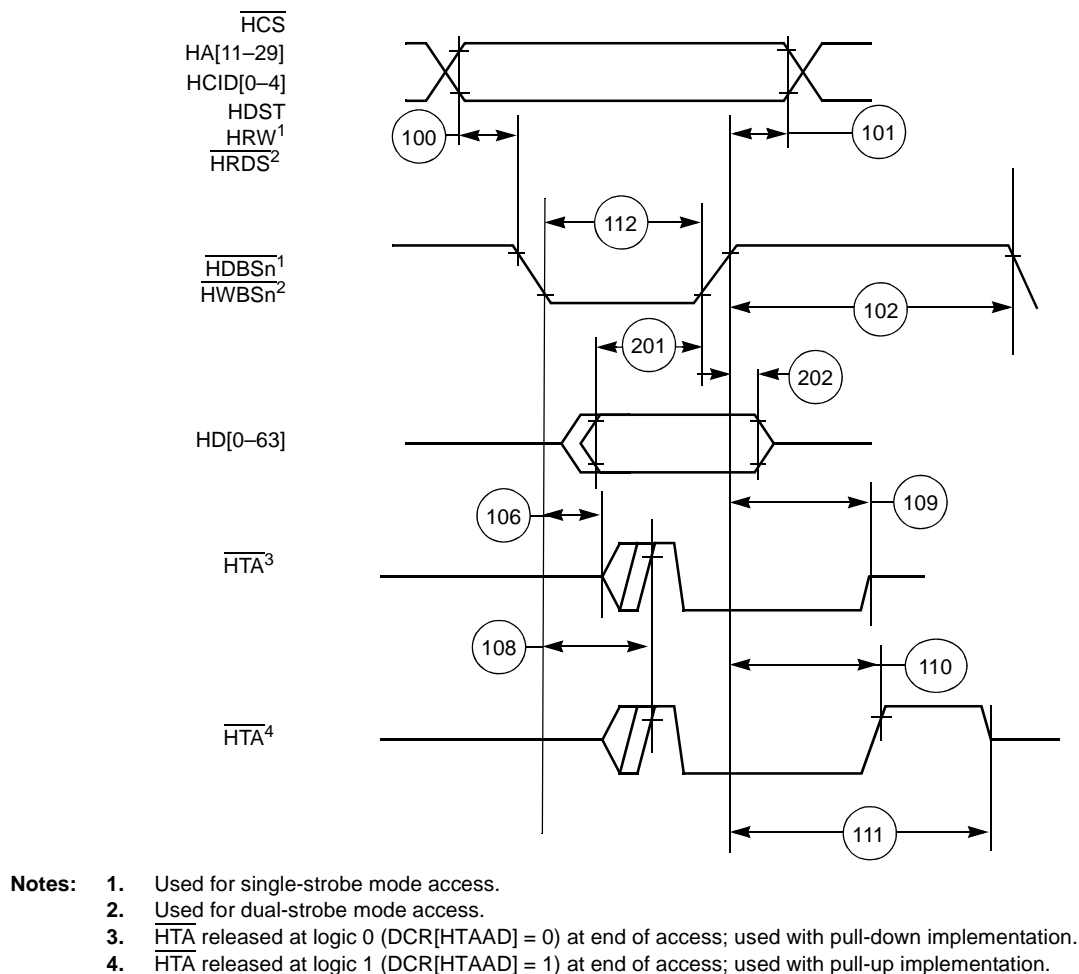 HCS
HA[11–29]
HCID[0–4]
HDST
HRW1
HRDS2
100
101
112
HDBSn1
HWBSn2
102
201
202
HD[0–63]
106
109
HTA3
108
110
HTA4
111
Notes: 1. Used for single-strobe mode access.
2. Used for dual-strobe mode access.
3. HTA released at logic 0 (DCR[HTAAD] = 0) at end of access; used with pull-down implementation.
4. HTA released at logic 1 (DCR[HTAAD] = 1) at end of access; used with pull-up implementation.